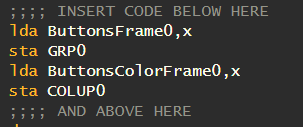 ;;;; INSERT CODE BELOW HERE
lda ButtonsFrame0,x
sta GRP0
lda ButtonsColorFrame0,x
sta COLUP0
;;;; AND ABOVE HERE